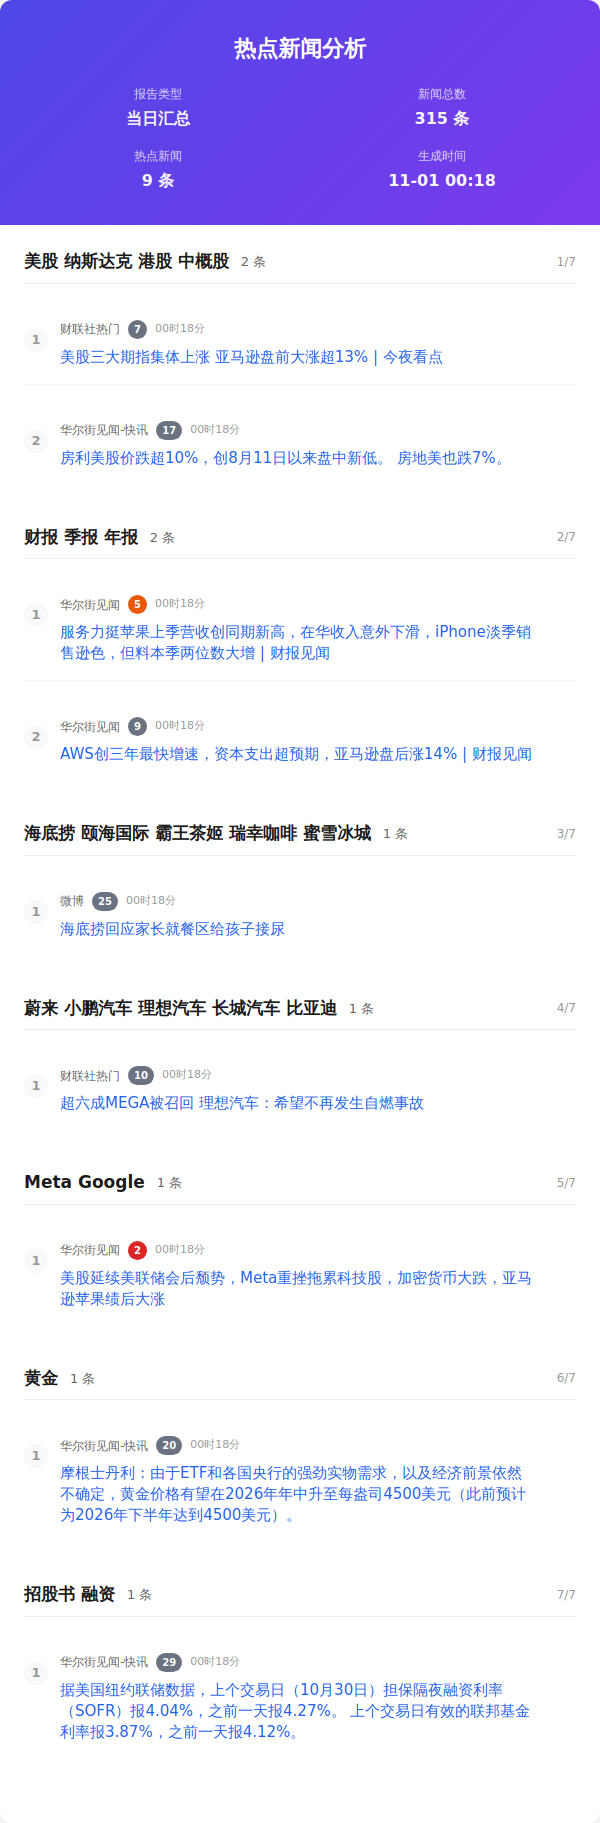 热点新闻分析
报告类型
新闻总数
当日汇总
315 条
热点新闻
生成时间
9 条
11-01 00:18
美股 纳斯达克 港股 中概股 2 条 1/7
1 财联社热门 7 00时18分
美股三大期指集体上涨 亚马逊盘前大涨超13% | 今夜看点
2 华尔街见闻-快讯 17 00时18分
房利美股价跌超10%，创8月11日以来盘中新低。 房地美也跌7%。
财报 季报 年报 2 条 2/7
1 华尔街见闻 5 00时18分
服务力挺苹果上季营收创同期新高，在华收入意外下滑，iPhone淡季销
售逊色，但料本季两位数大增 | 财报见闻
2 华尔街见闻 9 00时18分
AWS创三年最快增速，资本支出超预期，亚马逊盘后涨14% | 财报见闻
海底捞 颐海国际 霸王茶姬 瑞幸咖啡 蜜雪冰城 1 条 3/7
1 微博 25 00时18分
海底捞回应家长就餐区给孩子接尿
蔚来 小鹏汽车 理想汽车 长城汽车 比亚迪 1 条 4/7
1 财联社热门 10 00时18分
超六成MEGA被召回 理想汽车：希望不再发生自燃事故
Meta Google 1 条 5/7
1 华尔街见闻 2 00时18分
美股延续美联储会后颓势，Meta重挫拖累科技股，加密货币大跌，亚马
逊苹果绩后大涨
黄金 1 条 6/7
1 华尔街见闻-快讯 20 00时18分
摩根士丹利：由于ETF和各国央行的强劲实物需求，以及经济前景依然
不确定，黄金价格有望在2026年年中升至每盎司4500美元（此前预计
为2026年下半年达到4500美元）。
招股书 融资 1 条 7/7
1 华尔街见闻-快讯 29 00时18分
据美国纽约联储数据，上个交易日（10月30日）担保隔夜融资利率
（SOFR）报4.04%，之前一天报4.27%。 上个交易日有效的联邦基金
利率报3.87%，之前一天报4.12%。